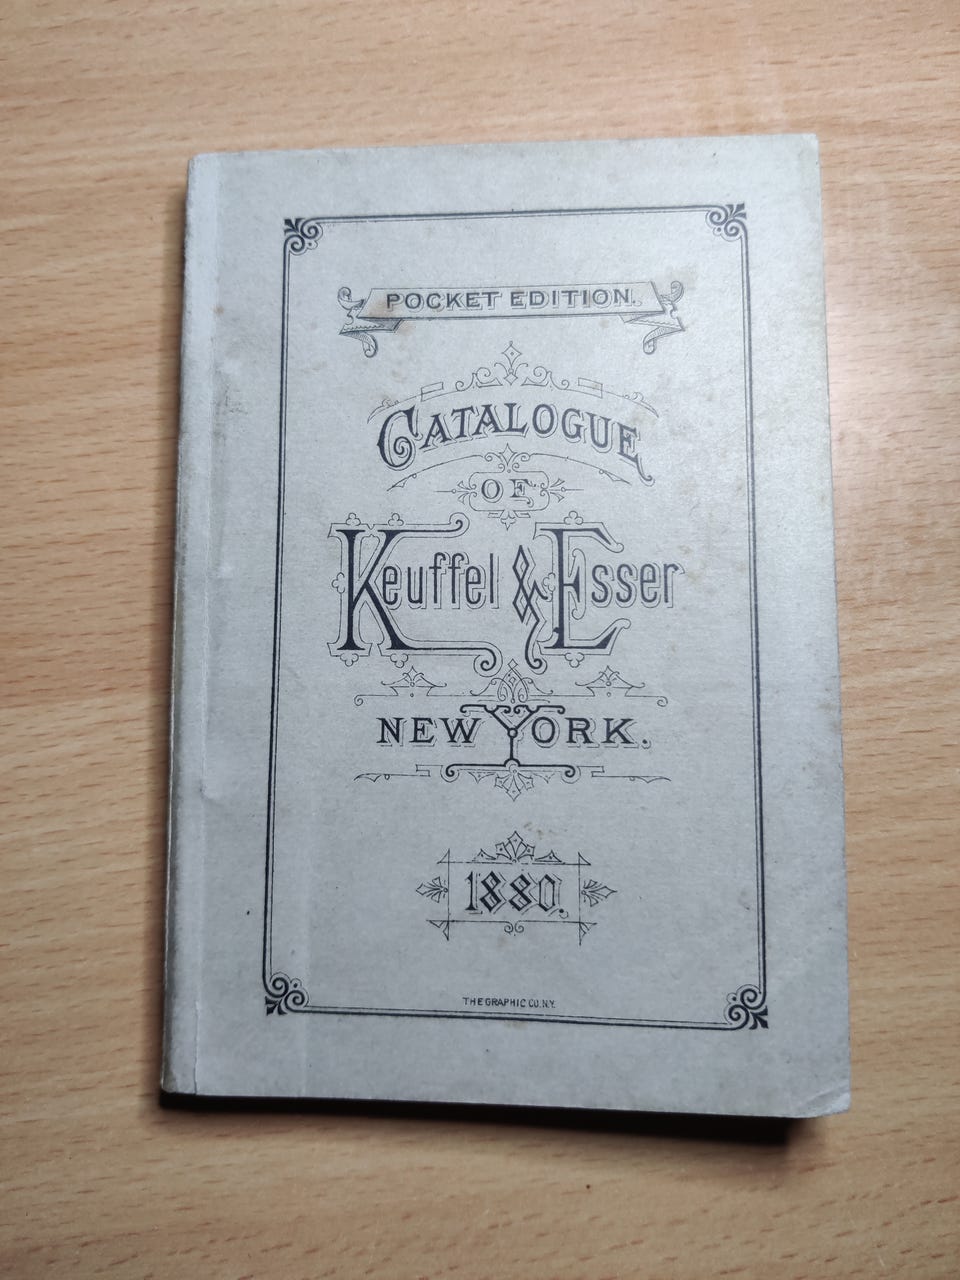 POCKET EDITION.
CATALOGUE
OF
Keuffel & Esser
NEW YORK.
1880.
THE GRAPHIC CO. N.Y.